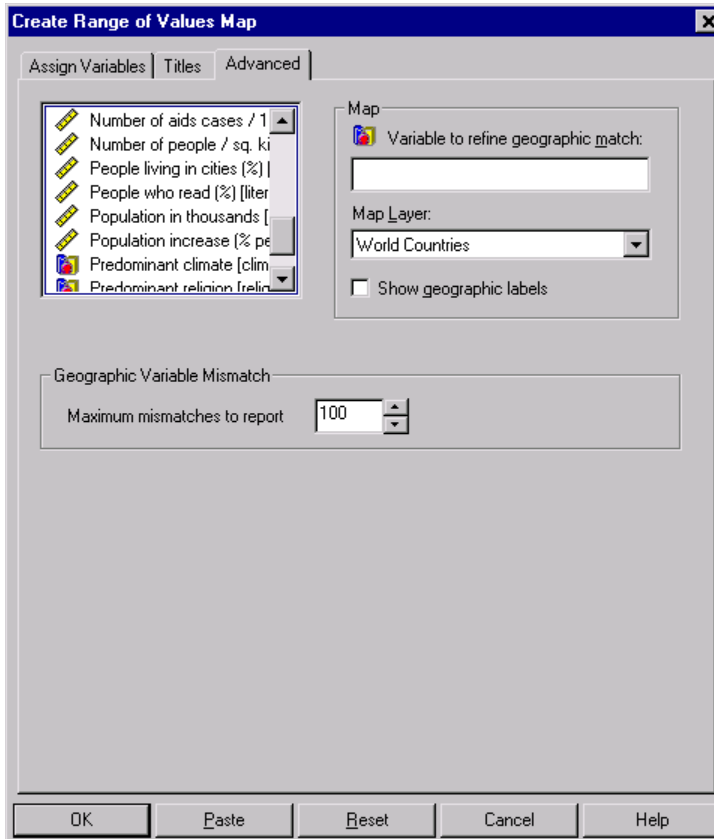 Create Range of Values Map
Assign Variables
Titles
Advanced
Number of aids cases / 1
Number of people / sq. ki
People living in cities (%) [
People who read (%) [liter
Population in thousands [
Population increase (% pe
Predominant climate [clim
Predominant religion [relig
Map
Variable to refine geographic match:
Map Layer:
World Countries
Show geographic labels
Geographic Variable Mismatch
Maximum mismatches to report
100
OK
Paste
Reset
Cancel
Help